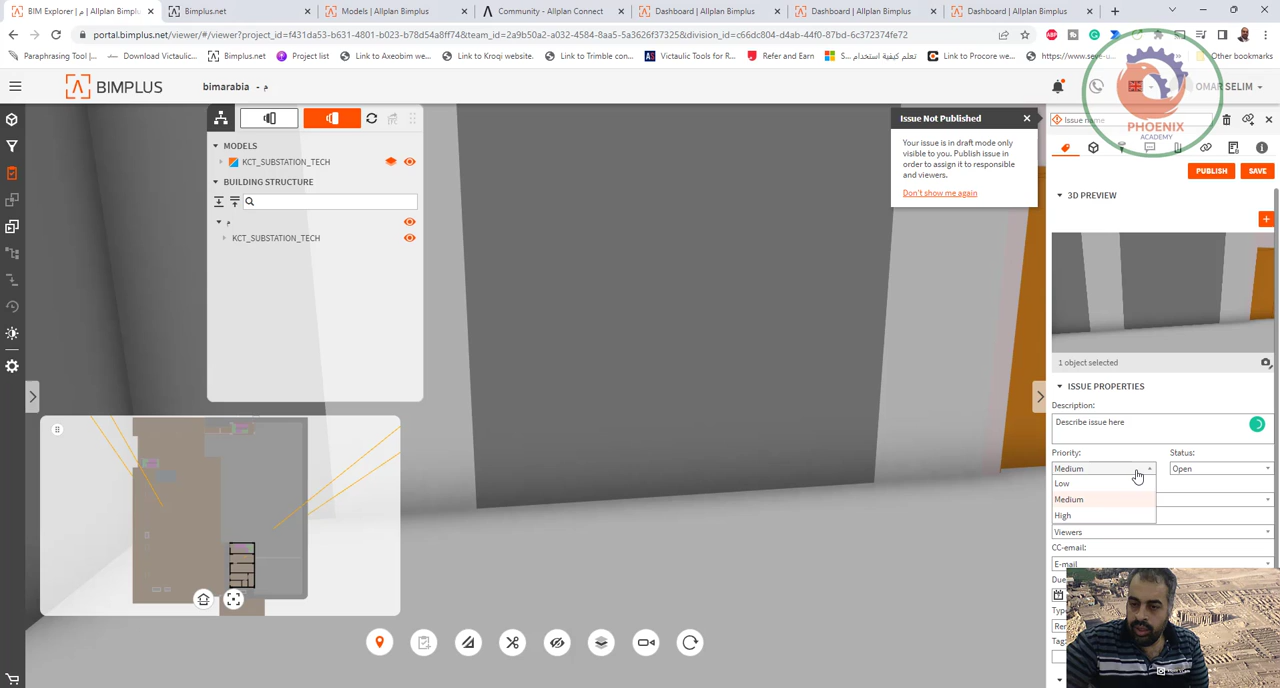 BIM Explorer | م | Allplan Bimplus
Bimplus.net
Models | Allplan Bimplus
Community - Allplan Connect
Dashboard | Allplan Bimplus
Dashboard | Allplan Bimplus
Dashboard | Allplan Bimplus
portal.bimplus.net/viewer/#/viewer?project_id=f431da53-b631-4801-b023-b978d54a8ff74&team_id=2a9b50a2-a032-4584-8aa5-5a3626f37325&division_id=c66dc804-d4ab-44f0-87bd-6c372374fe72
Paraphrasing Tool |...
Download Victaulic...
Bimplus.net
Project list
Link to Axeobim we...
Link to Kroqi website.
Link to Trimble con...
Visual Tools for R...
Refer and Earn
Link to Procore we...
Other bookmarks
BIMPLUS
bimarabia - م
OMAR SELIM
PHOENIX
ACADEMY
MODELS
KCT_SUBSTATION_TECH
BUILDING STRUCTURE
م
KCT_SUBSTATION_TECH
Issue Not Published
Your issue is in draft mode only
visible to you. Publish issue in
order to assign it to responsible
and viewers.
Don't show me again
Issue name
PUBLISH
SAVE
3D PREVIEW
1 object selected
ISSUE PROPERTIES
Description:
Describe issue here
Priority:
Status:
Medium
Open
Low
Medium
High
Viewers
CC-email:
E-mail